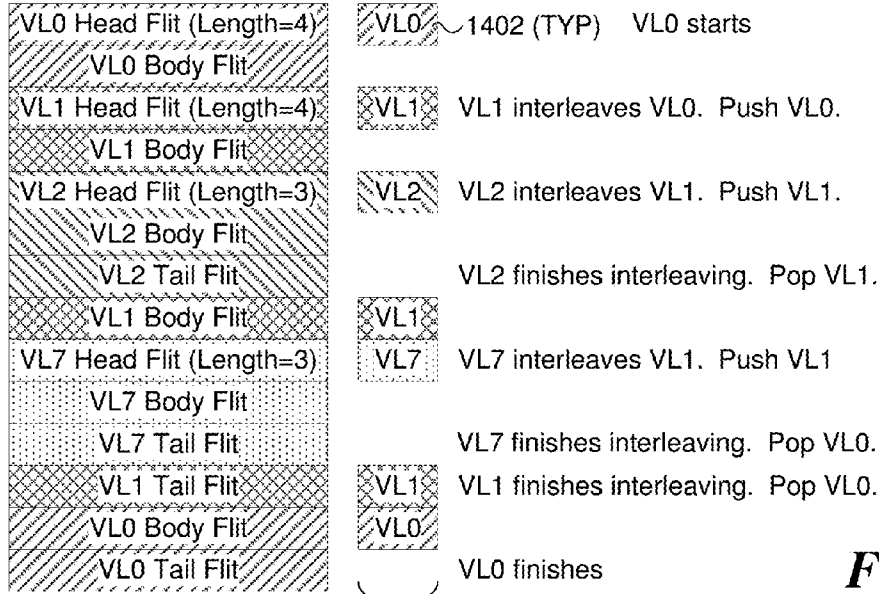 VL0 Head Flit (Length=4) VL0 1402 (TYP) VL0 starts
VL0 Body Flit
VL1 Head Flit (Length=4) VL1 VL1 interleaves VL0. Push VL0.
VL1 Body Flit
VL2 Head Flit (Length=3) VL2 VL2 interleaves VL1. Push VL1.
VL2 Body Flit
VL2 Tail Flit VL2 finishes interleaving. Pop VL1.
VL1 Body Flit VL1
VL7 Head Flit (Length=3) VL7 VL7 interleaves VL1. Push VL1
VL7 Body Flit
VL7 Tail Flit VL7 finishes interleaving. Pop VL0.
VL1 Tail Flit VL1 VL1 finishes interleaving. Pop VL0.
VL0 Body Flit VL0
VL0 Tail Flit VL0 finishes F